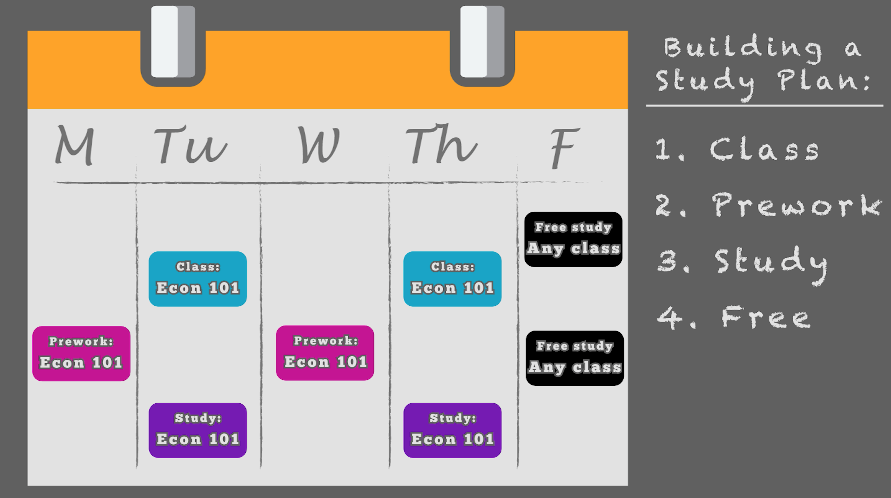 Building a
Study Plan:
M Tu W Th F
Free study
Any class
Class:
Econ 101
Class:
Econ 101
Prework:
Econ 101
Prework:
Econ 101
Free study
Any class
Study:
Econ 101
Study:
Econ 101
1. Class
2. Prework
3. Study
4. Free